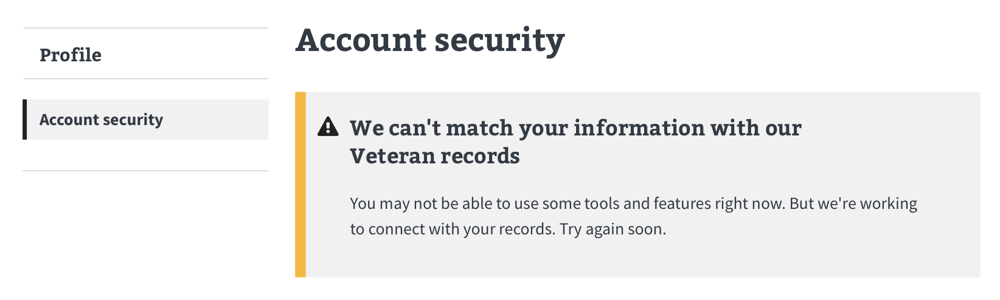 Profile
Account security
Account security
We can't match your information with our
Veteran records
You may not be able to use some tools and features right now. But we're working
to connect with your records. Try again soon.